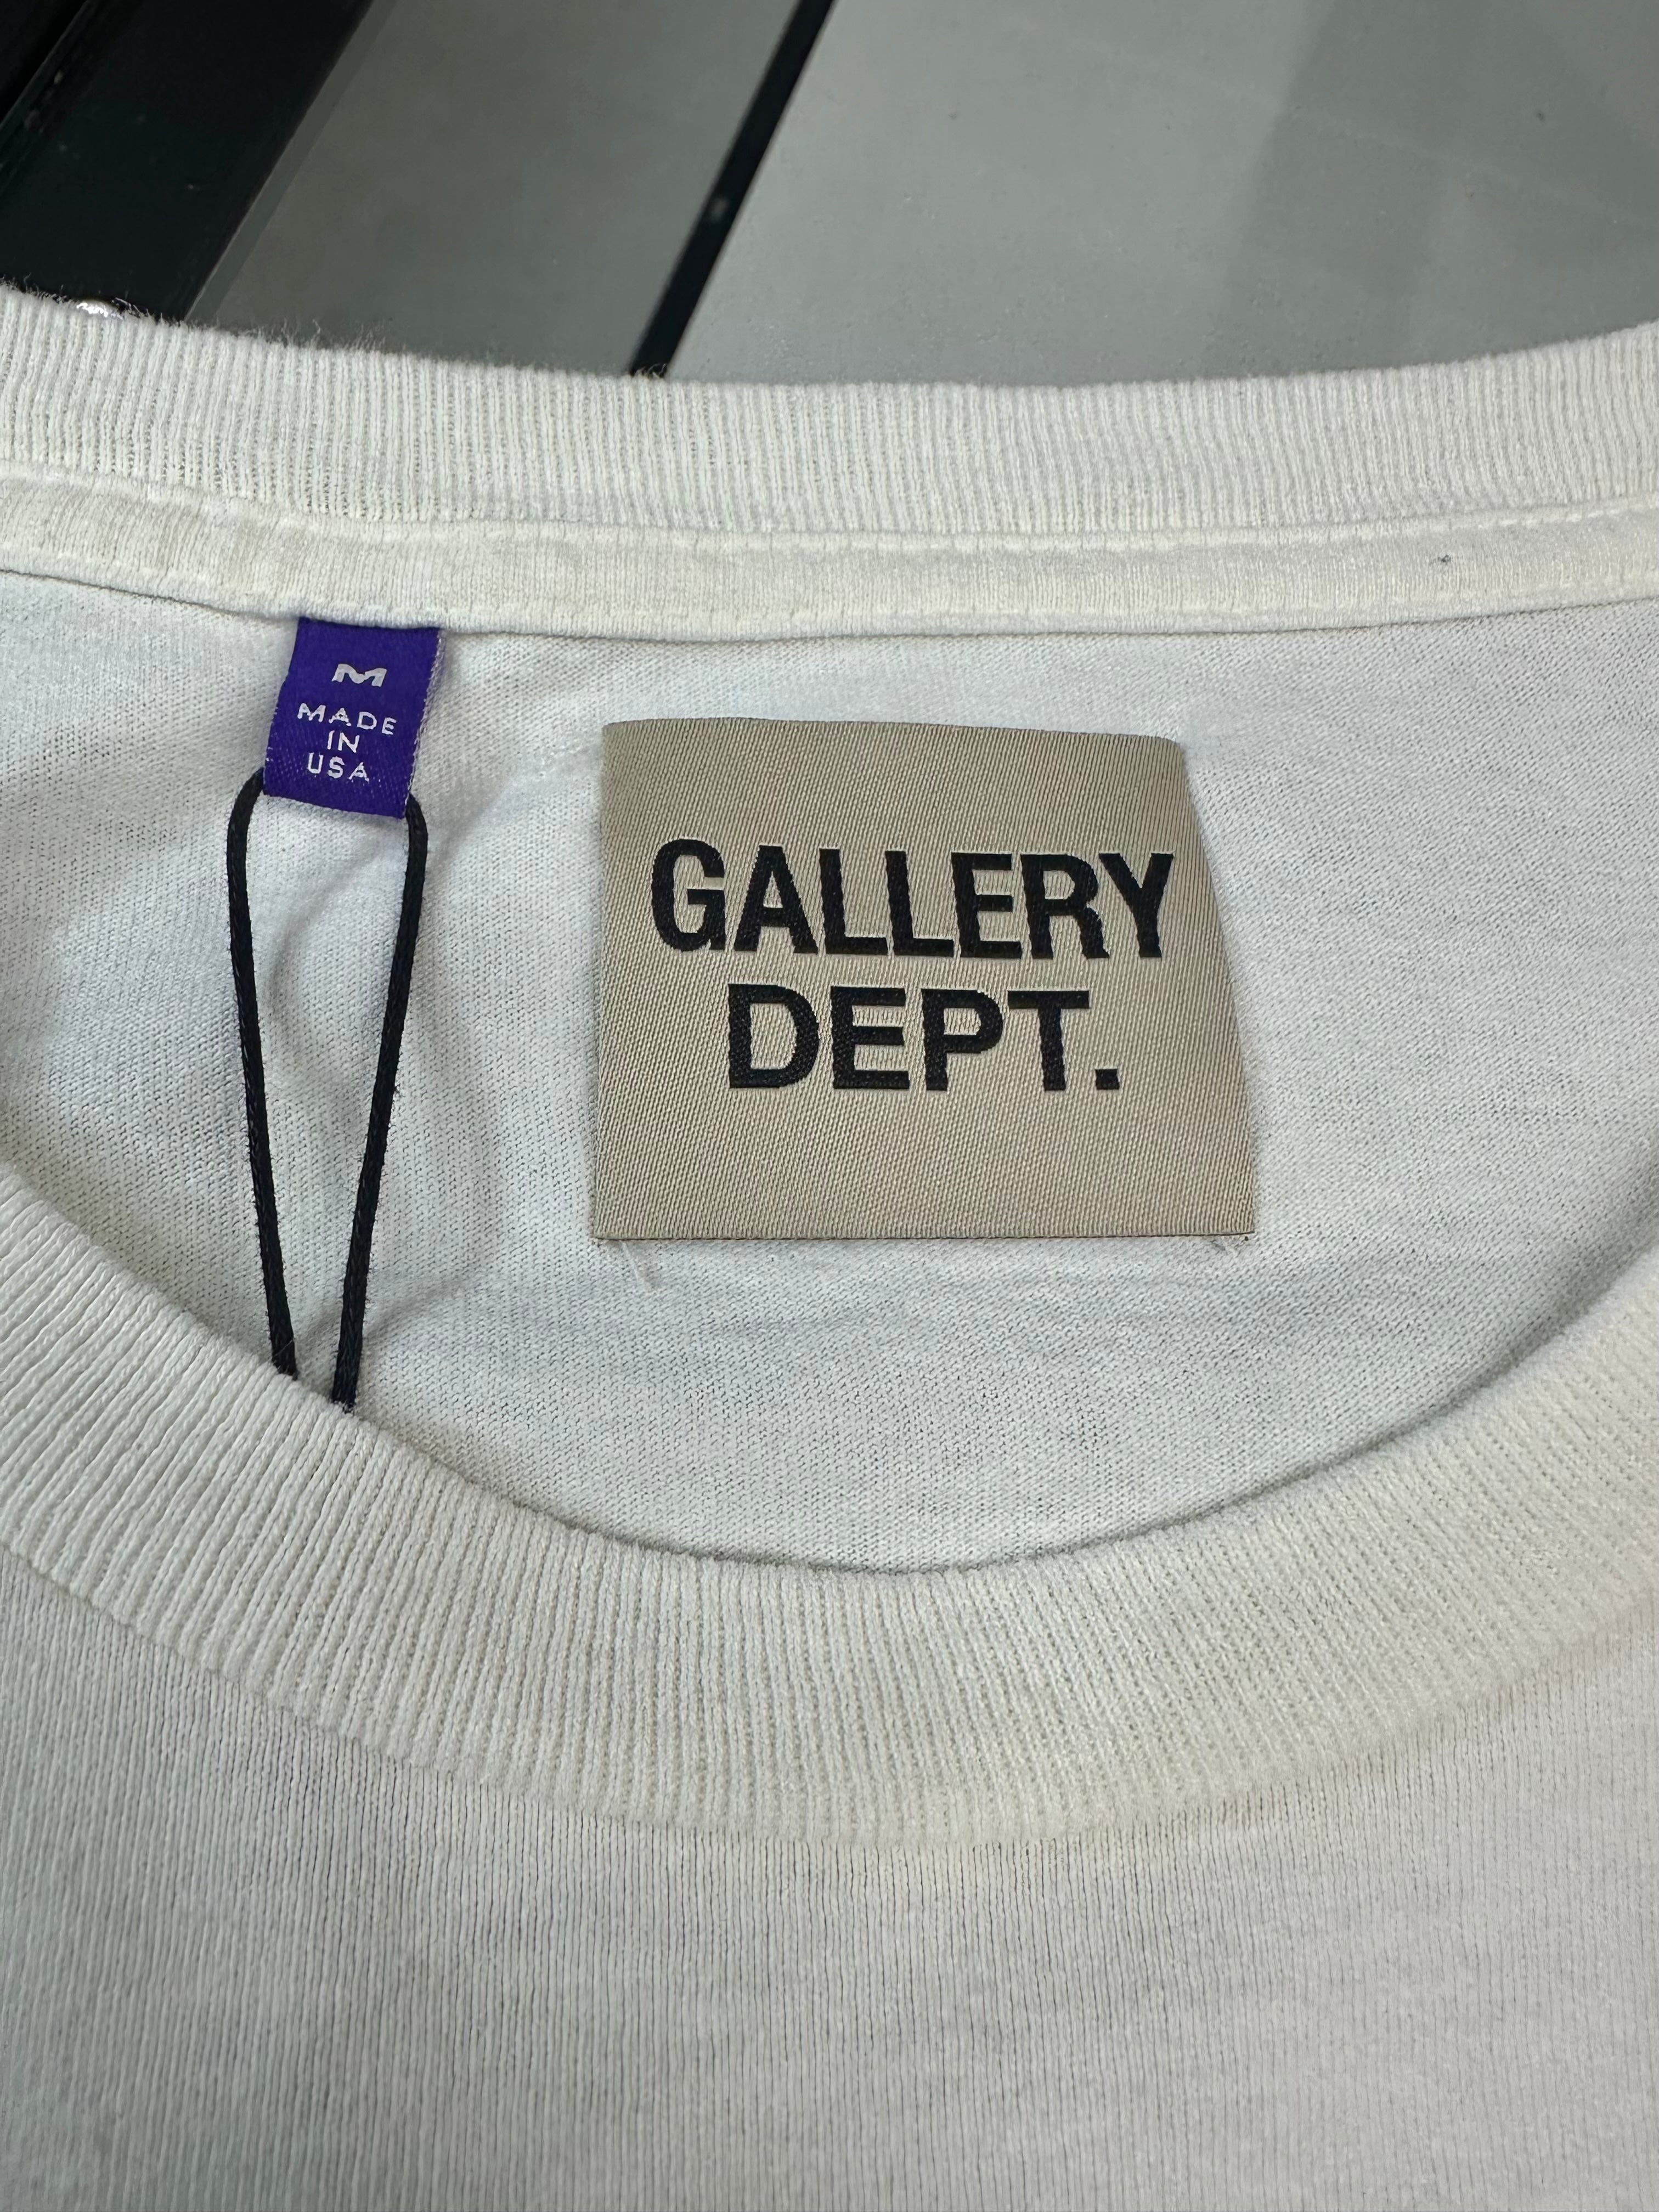 M
MADE
IN
USA
GALLERY
DEPT.